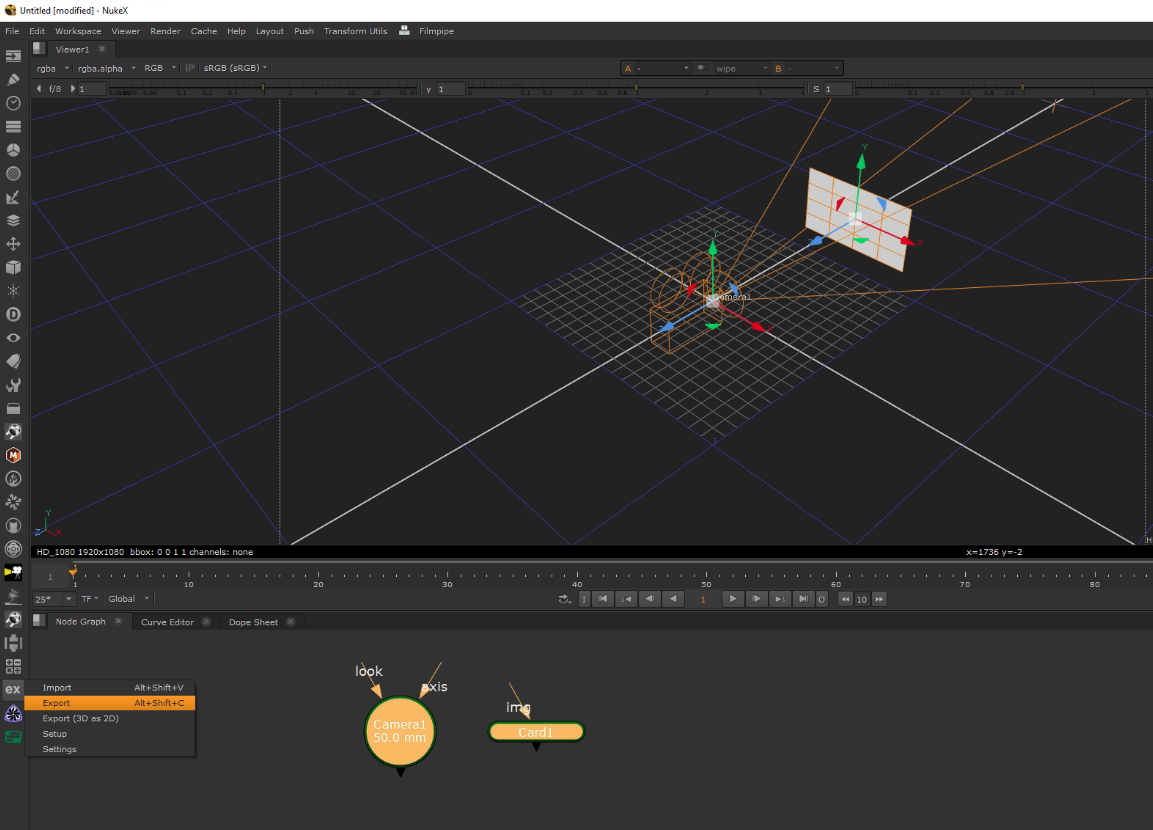 Untitled [modified] - NukeX
File Edit Workspace Viewer Render Cache Help Layout Push Transform Utils Filmpipe
Viewer1
rgba rgba.alpha RGB IP sRGB (sRGB) A - wipe B -
f/8 1 Y 1 S 1
Y
X
Y
Camera1
Z
Y
Z X
HD_1080 1920x1080 bbox: 0 0 1 1 channels: none x=1736 y=-2
1 1
1 10 20 30 40 50 60 70 80
25* TF Global 1 10
Node Graph Curve Editor Dope Sheet
look
axis
img
Camera1
50.0 mm
Card1
D
M
ex
Import Alt+Shift+V
Export Alt+Shift+C
Export (3D as 2D)
Setup
Settings